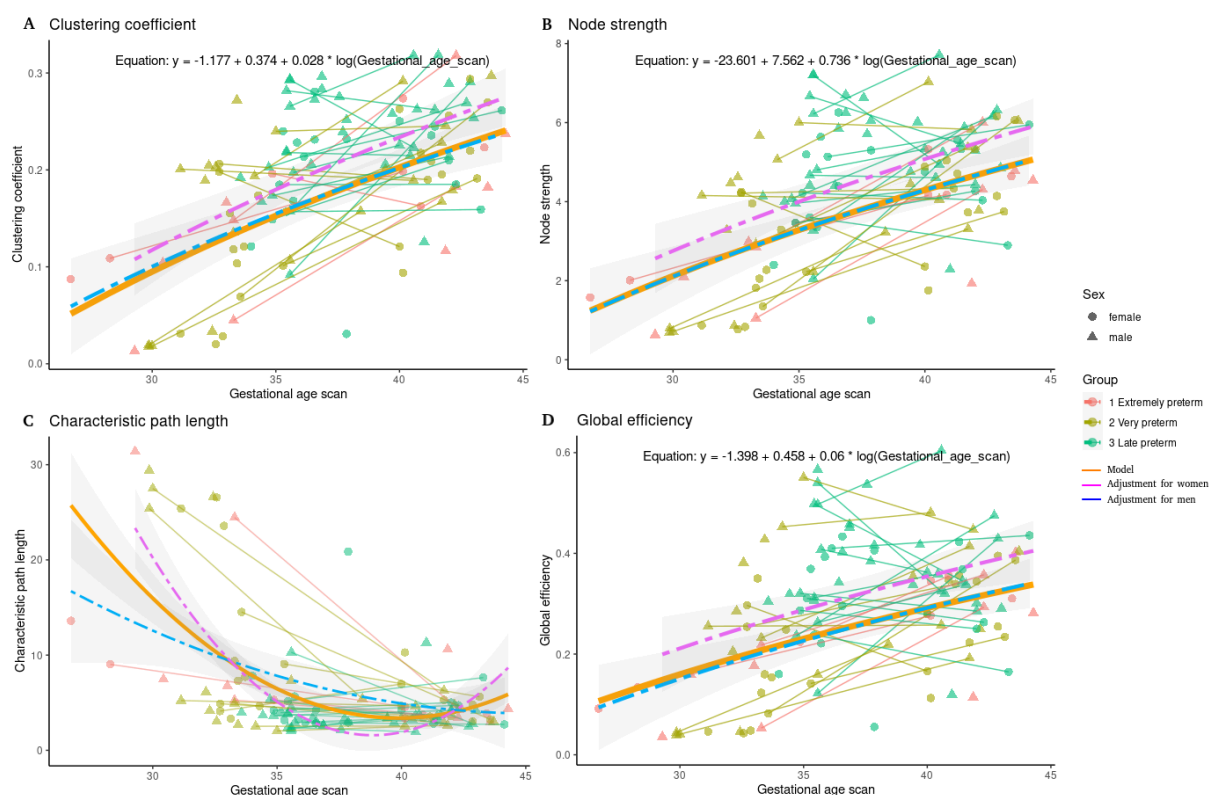 A Clustering coefficient
Equation: y = -1.177 + 0.374 + 0.028 * log(Gestational_age_scan)
Clustering coefficient
0.3
0.2
0.1
0.0
30 35 40 45
Gestational age scan
B Node strength
Equation: y = -23.601 + 7.562 + 0.736 * log(Gestational_age_scan)
Node strength
8
6
4
2
0
30 35 40 45
Gestational age scan
C Characteristic path length
Characteristic path length
30
20
10
0
30 35 40 45
Gestational age scan
D Global efficiency
Equation: y = -1.398 + 0.458 + 0.06 * log(Gestational_age_scan)
Global efficiency
0.6
0.4
0.2
0.0
30 35 40 45
Gestational age scan
Sex
female
male
Group
1 Extremely preterm
2 Very preterm
3 Late preterm
Model
Adjustment for women
Adjustment for men